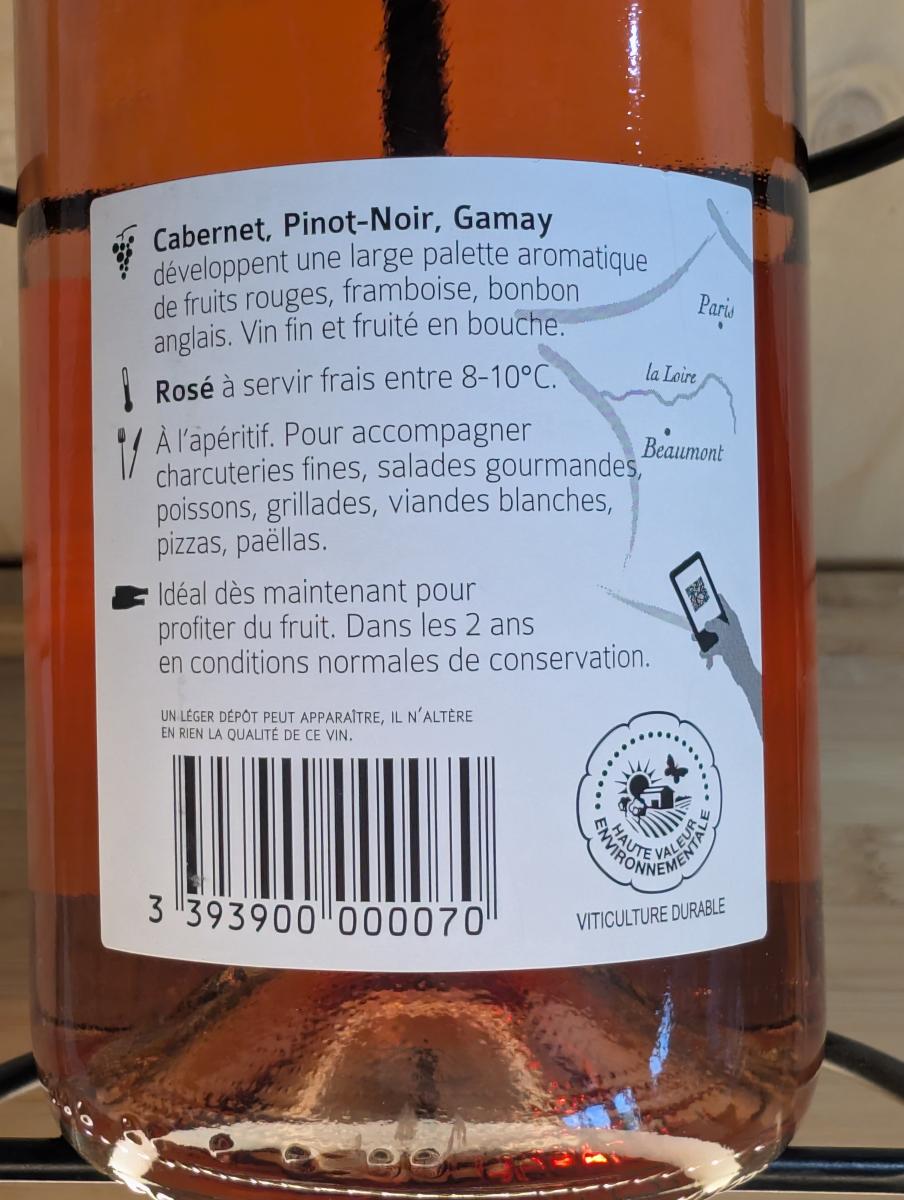 Cabernet, Pinot-Noir, Gamay
développent une large palette aromatique
de fruits rouges, framboise, bonbon
anglais. Vin fin et fruité en bouche.
Rosé à servir frais entre 8-10°C.
À l'apéritif. Pour accompagner
charcuteries fines, salades gourmandes,
poissons, grillades, viandes blanches,
pizzas, paëllas.
Idéal dès maintenant pour
profiter du fruit. Dans les 2 ans
en conditions normales de conservation.
UN LÉGER DÉPÔT PEUT APPARAÎTRE, IL N'ALTÈRE
EN RIEN LA QUALITÉ DE CE VIN.
3 393900 000070
Paris
la Loire
Beaumont
HAUTE VALEUR
ENVIRONNEMENTALE
VITICULTURE DURABLE